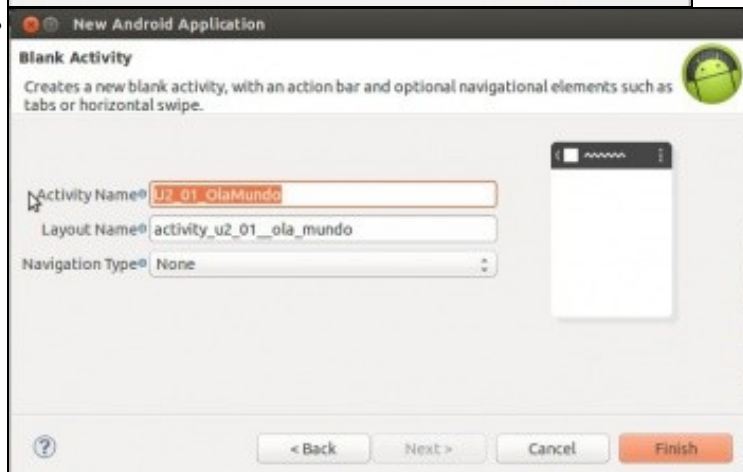 New Android Application
Blank Activity
Creates a new blank activity, with an action bar and optional navigational elements such as
tabs or horizontal swipe.
Activity Name U2_01_OlaMundo
Layout Name activity_u2_01__ola_mundo
Navigation Type None
?
< Back Next > Cancel Finish